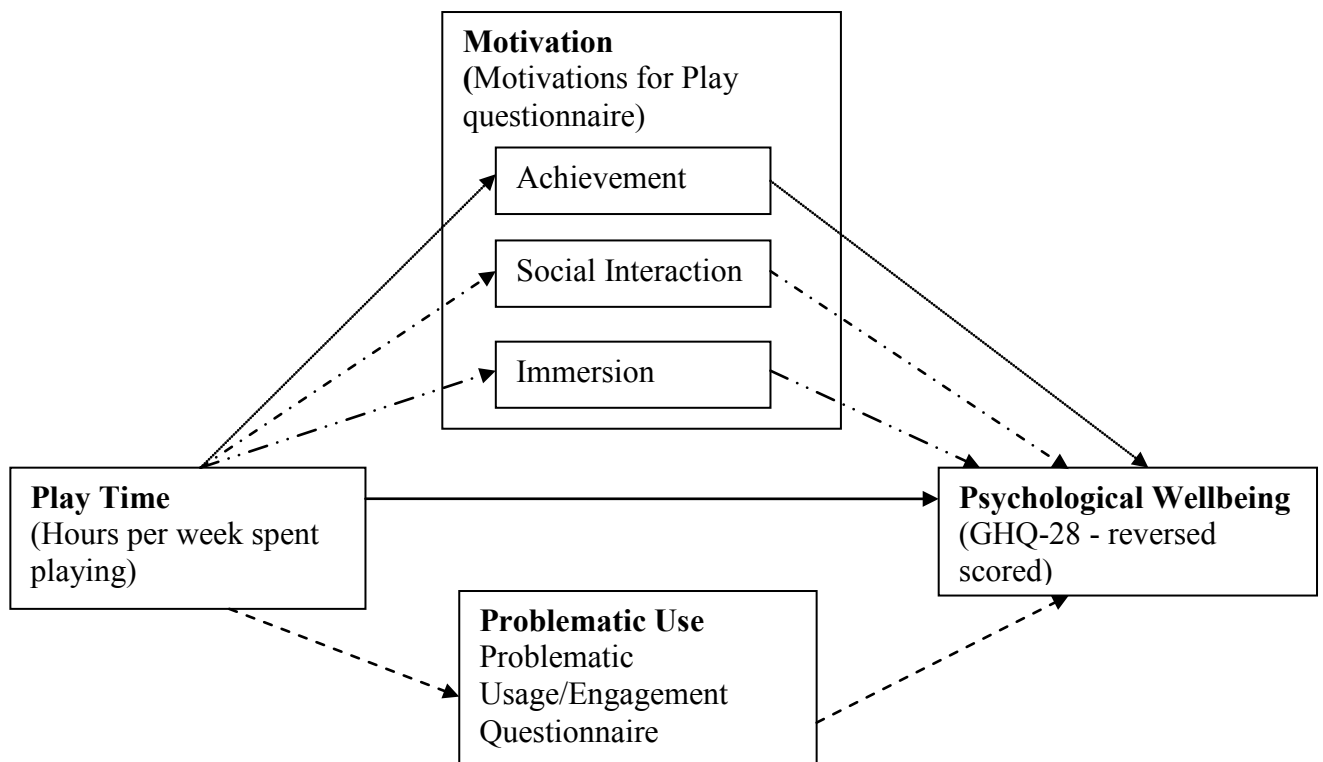 Motivation
(Motivations for Play
questionnaire)
Achievement
Social Interaction
Immersion
Play Time
(Hours per week spent
playing)
Psychological Wellbeing
(GHQ-28 - reversed
scored)
Problematic Use
Problematic
Usage/Engagement
Questionnaire